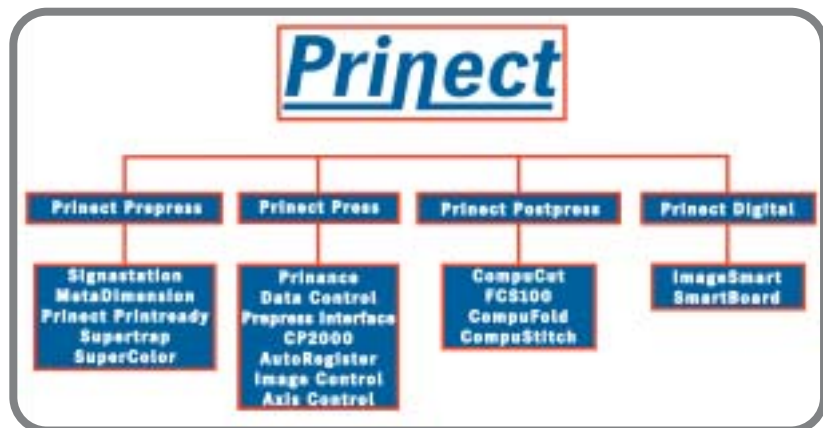 Prinect
Prinect Prepress
Prinect Press
Prinect Postpress
Prinect Digital
Signastation
MetaDimension
Prinect Printready
Supertrap
SuperColor
Prinance
Data Control
Prepress Interface
CP2000
AutoRegister
Image Control
Axis Control
CompuCut
FCS100
CompuFold
CompuStitch
ImageSmart
SmartBoard